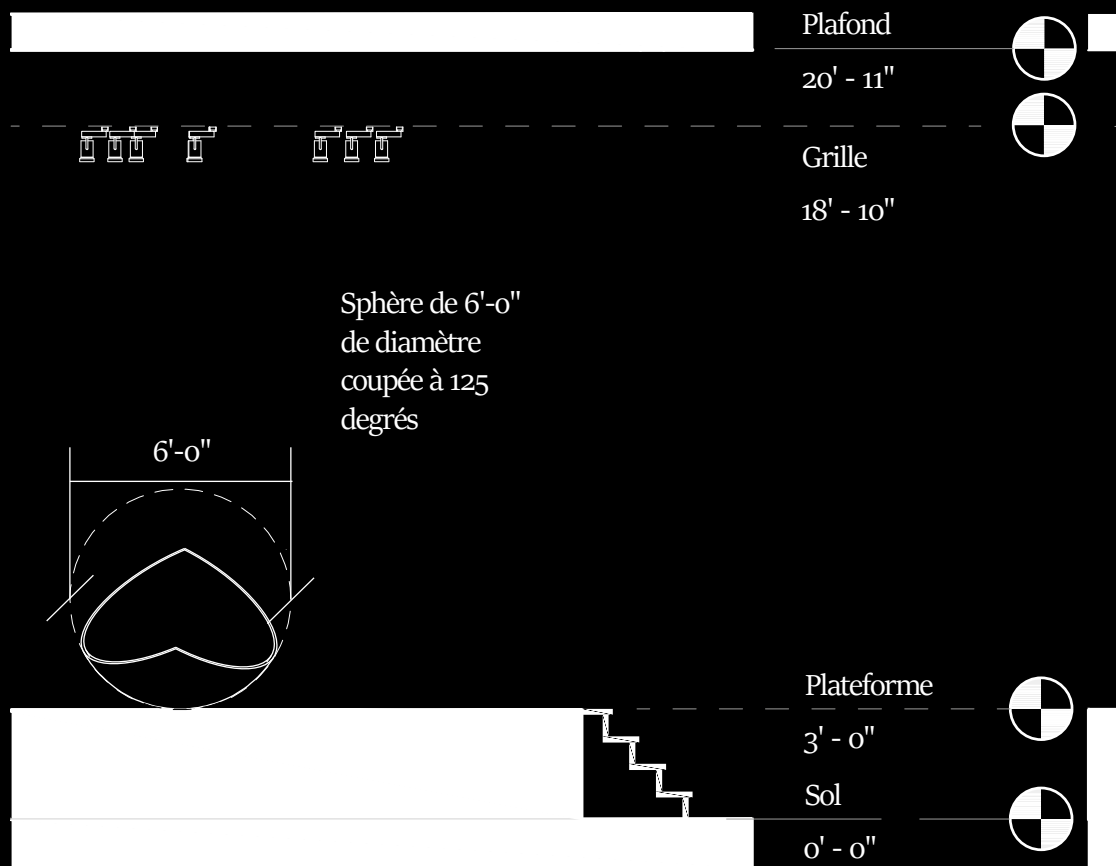 Plafond
20' - 11"
Grille
18' - 10"
Sphère de 6'-0"
de diamètre
coupée à 125
degrés
6'-0"
Plateforme
3' - 0"
Sol
0' - 0"